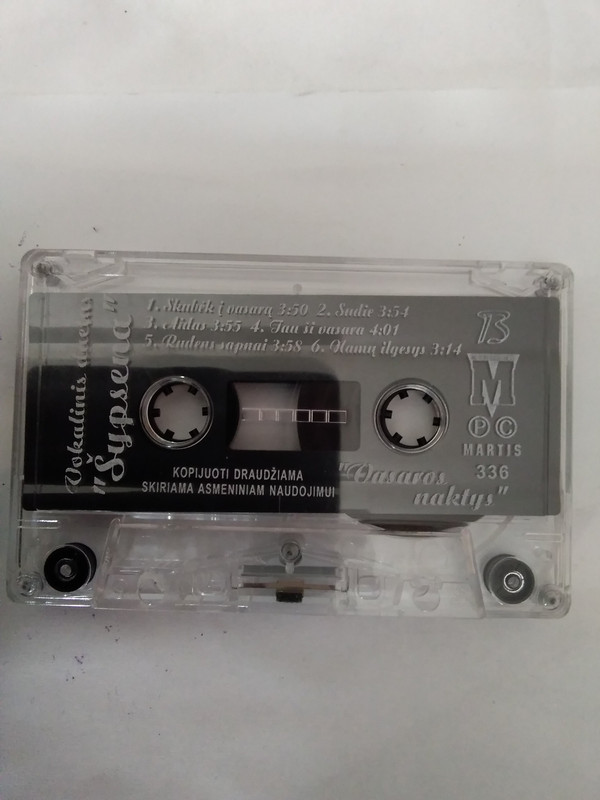 1. Skubėk į vasarą 3:50 2. Sudie 3:54
3. Aidas 3:55 4. Tau ši vasara 4:01
5. Rudens sapnai 3:58 6. Namų ilgesys 3:14
B
Vokalinis duetas
"Šypsena"
M
P C
MARTIS
336
KOPIJUOTI DRAUDŽIAMA
SKIRIAMA ASMENINIAM NAUDOJIMUI
"Vasaros
naktys"